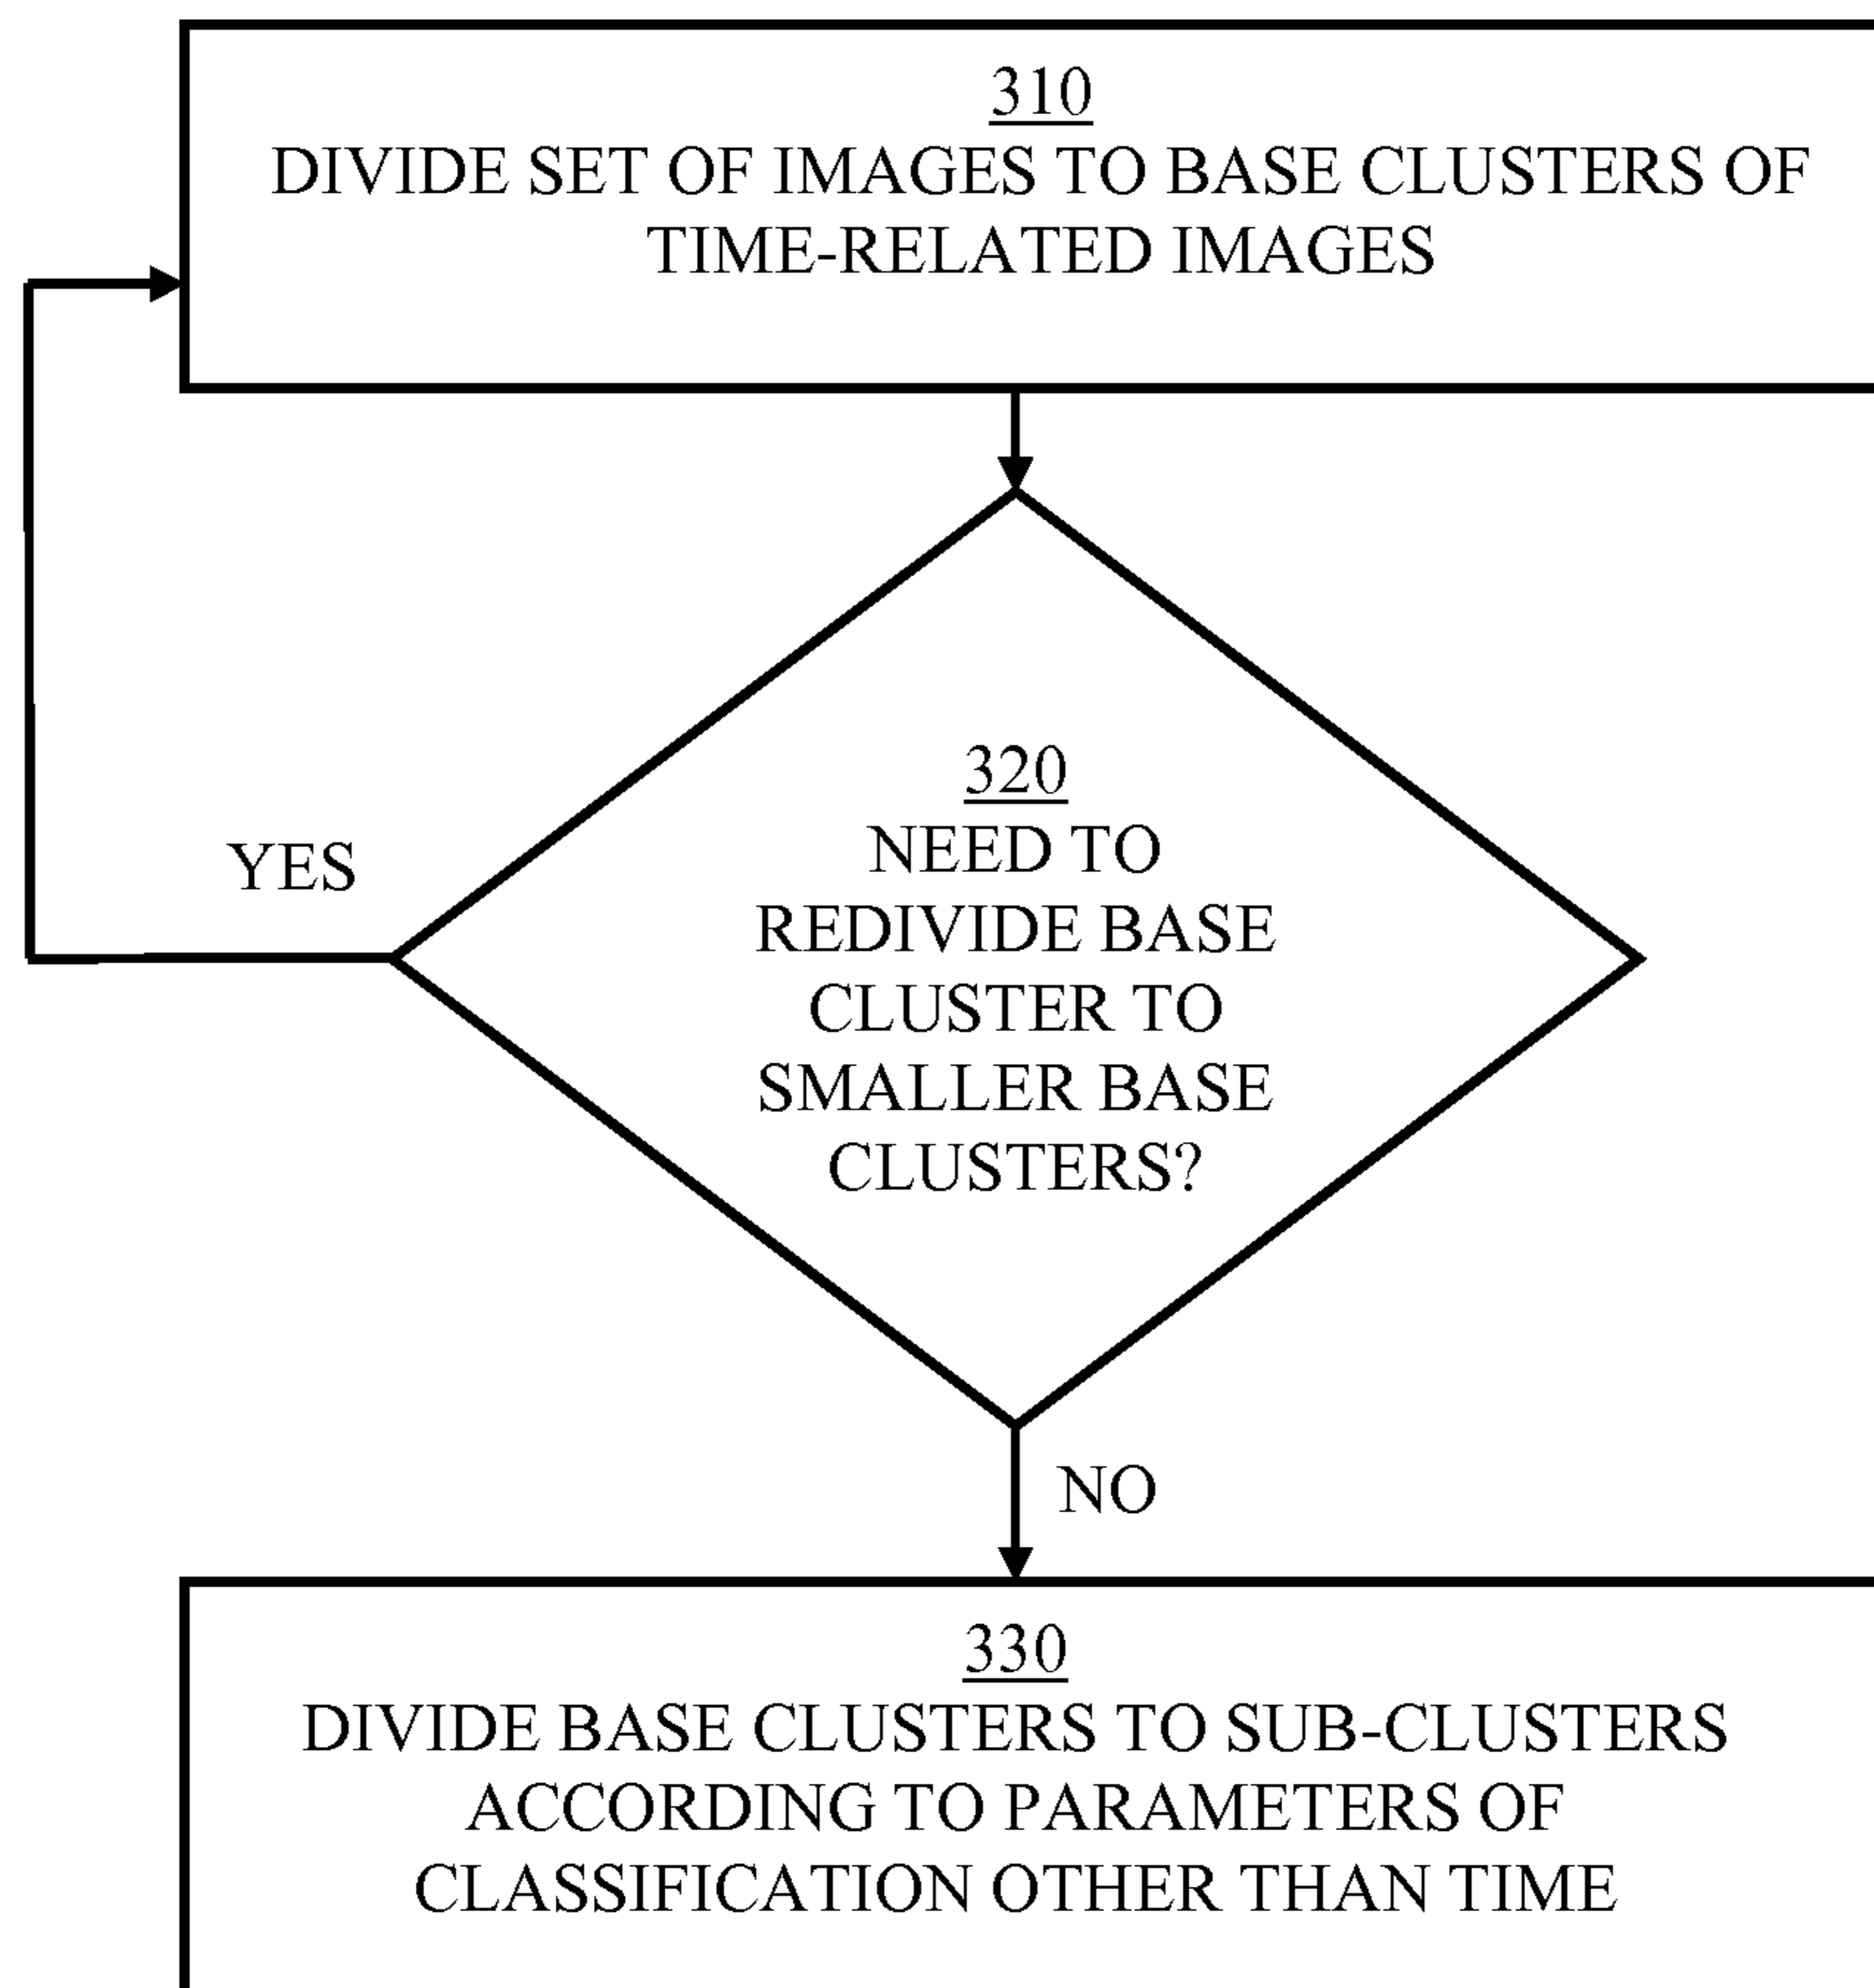 310
DIVIDE SET OF IMAGES TO BASE CLUSTERS OF
TIME-RELATED IMAGES
320
NEED TO
REDIVIDE BASE
CLUSTER TO
SMALLER BASE
CLUSTERS?
YES
NO
330
DIVIDE BASE CLUSTERS TO SUB-CLUSTERS
ACCORDING TO PARAMETERS OF
CLASSIFICATION OTHER THAN TIME